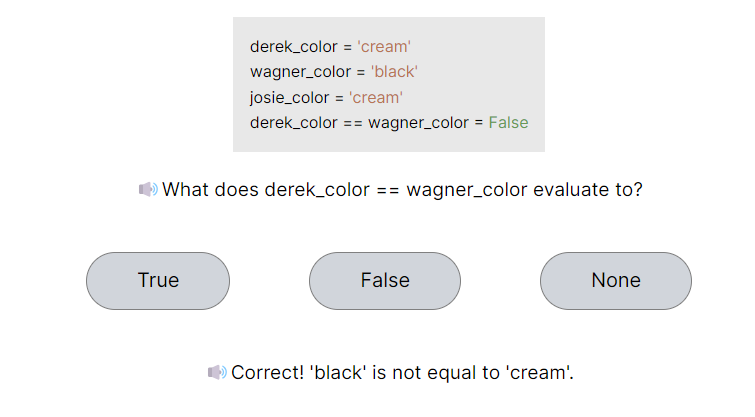 derek_color = 'cream'
wagner_color = 'black'
josie_color = 'cream'
derek_color == wagner_color = False
What does derek_color == wagner_color evaluate to?
True
False
None
Correct! 'black' is not equal to 'cream'.